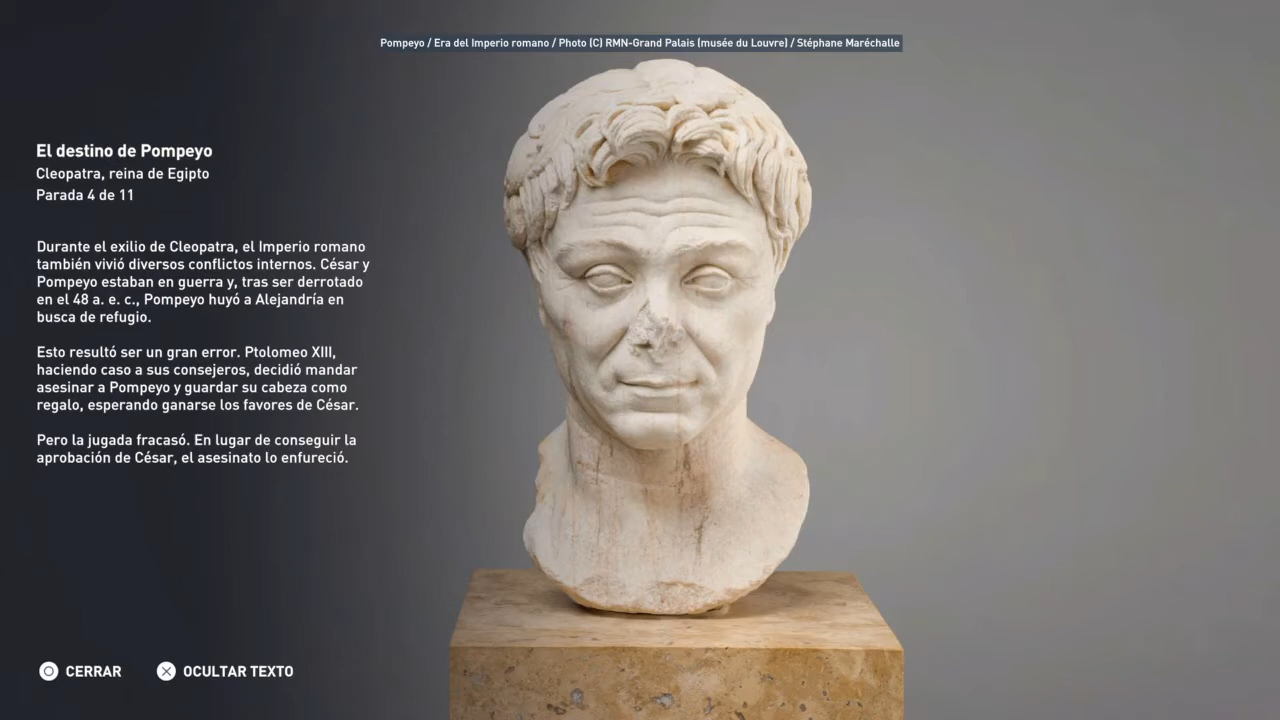 Pompeyo / Era del Imperio romano / Photo (C) RMN-Grand Palais (musée du Louvre) / Stéphane Maréchalle
El destino de Pompeyo
Cleopatra, reina de Egipto
Parada 4 de 11
Durante el exilio de Cleopatra, el Imperio romano
también vivió diversos conflictos internos. César y
Pompeyo estaban en guerra y, tras ser derrotado
en el 48 a. e. c., Pompeyo huyó a Alejandría en
busca de refugio.
Esto resultó ser un gran error. Ptolomeo XIII,
haciendo caso a sus consejeros, decidió mandar
asesinar a Pompeyo y guardar su cabeza como
regalo, esperando ganarse los favores de César.
Pero la jugada fracasó. En lugar de conseguir la
aprobación de César, el asesinato lo enfureció.
CERRAR
OCULTAR TEXTO